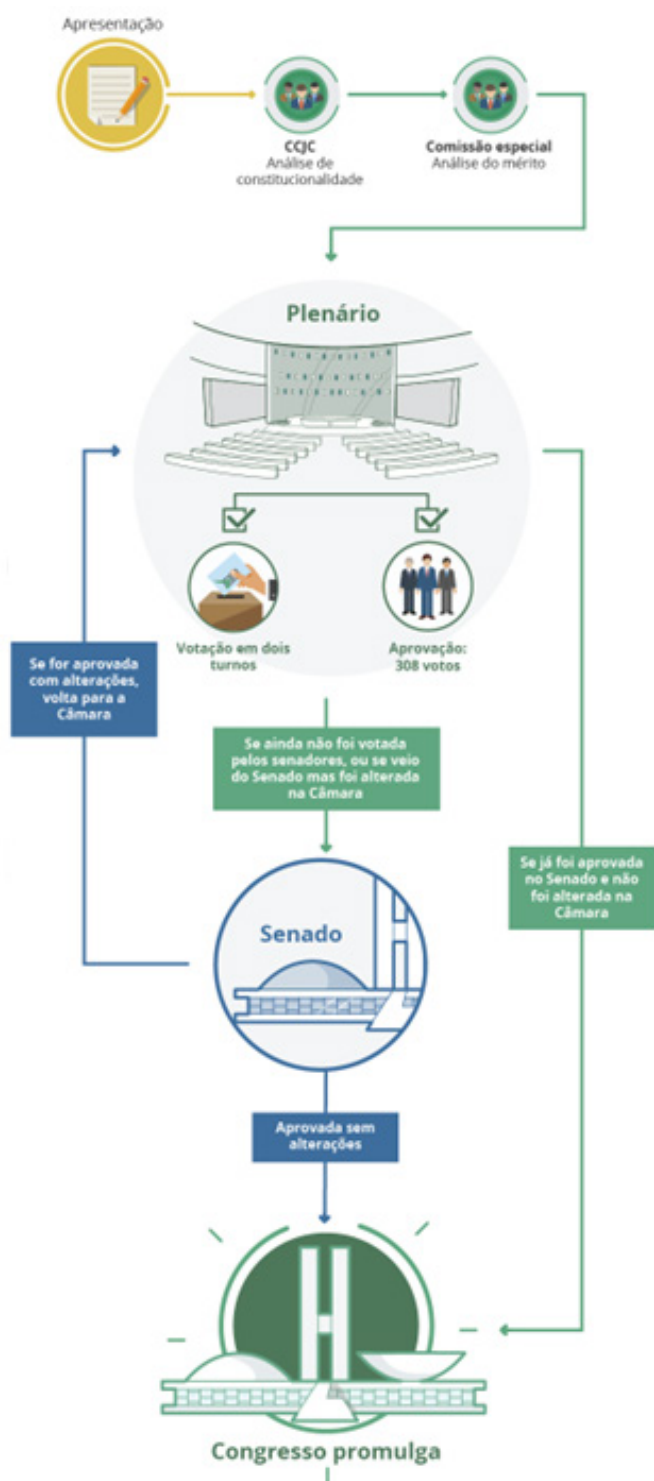 Apresentação
CCJC
Análise de
constitucionalidade
Comissão especial
Análise do mérito
Plenário
Votação em dois
turnos
Aprovação:
308 votos
Se for aprovada
com alterações,
volta para a
Câmara
Se ainda não foi votada
pelos senadores, ou se veio
do Senado mas foi alterada
na Câmara
Se já foi aprovada
no Senado e não
foi alterada na
Câmara
Senado
Aprovada sem
alterações
Congresso promulga